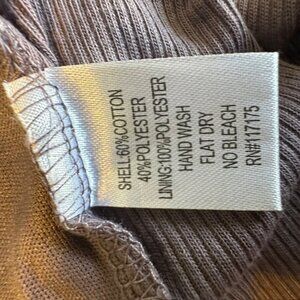 SHELL:60%COTTON
40%POLYESTER
LINING:100%POLYESTER
HAND WASH
FLAT DRY
NO BLEACH
RN#117175